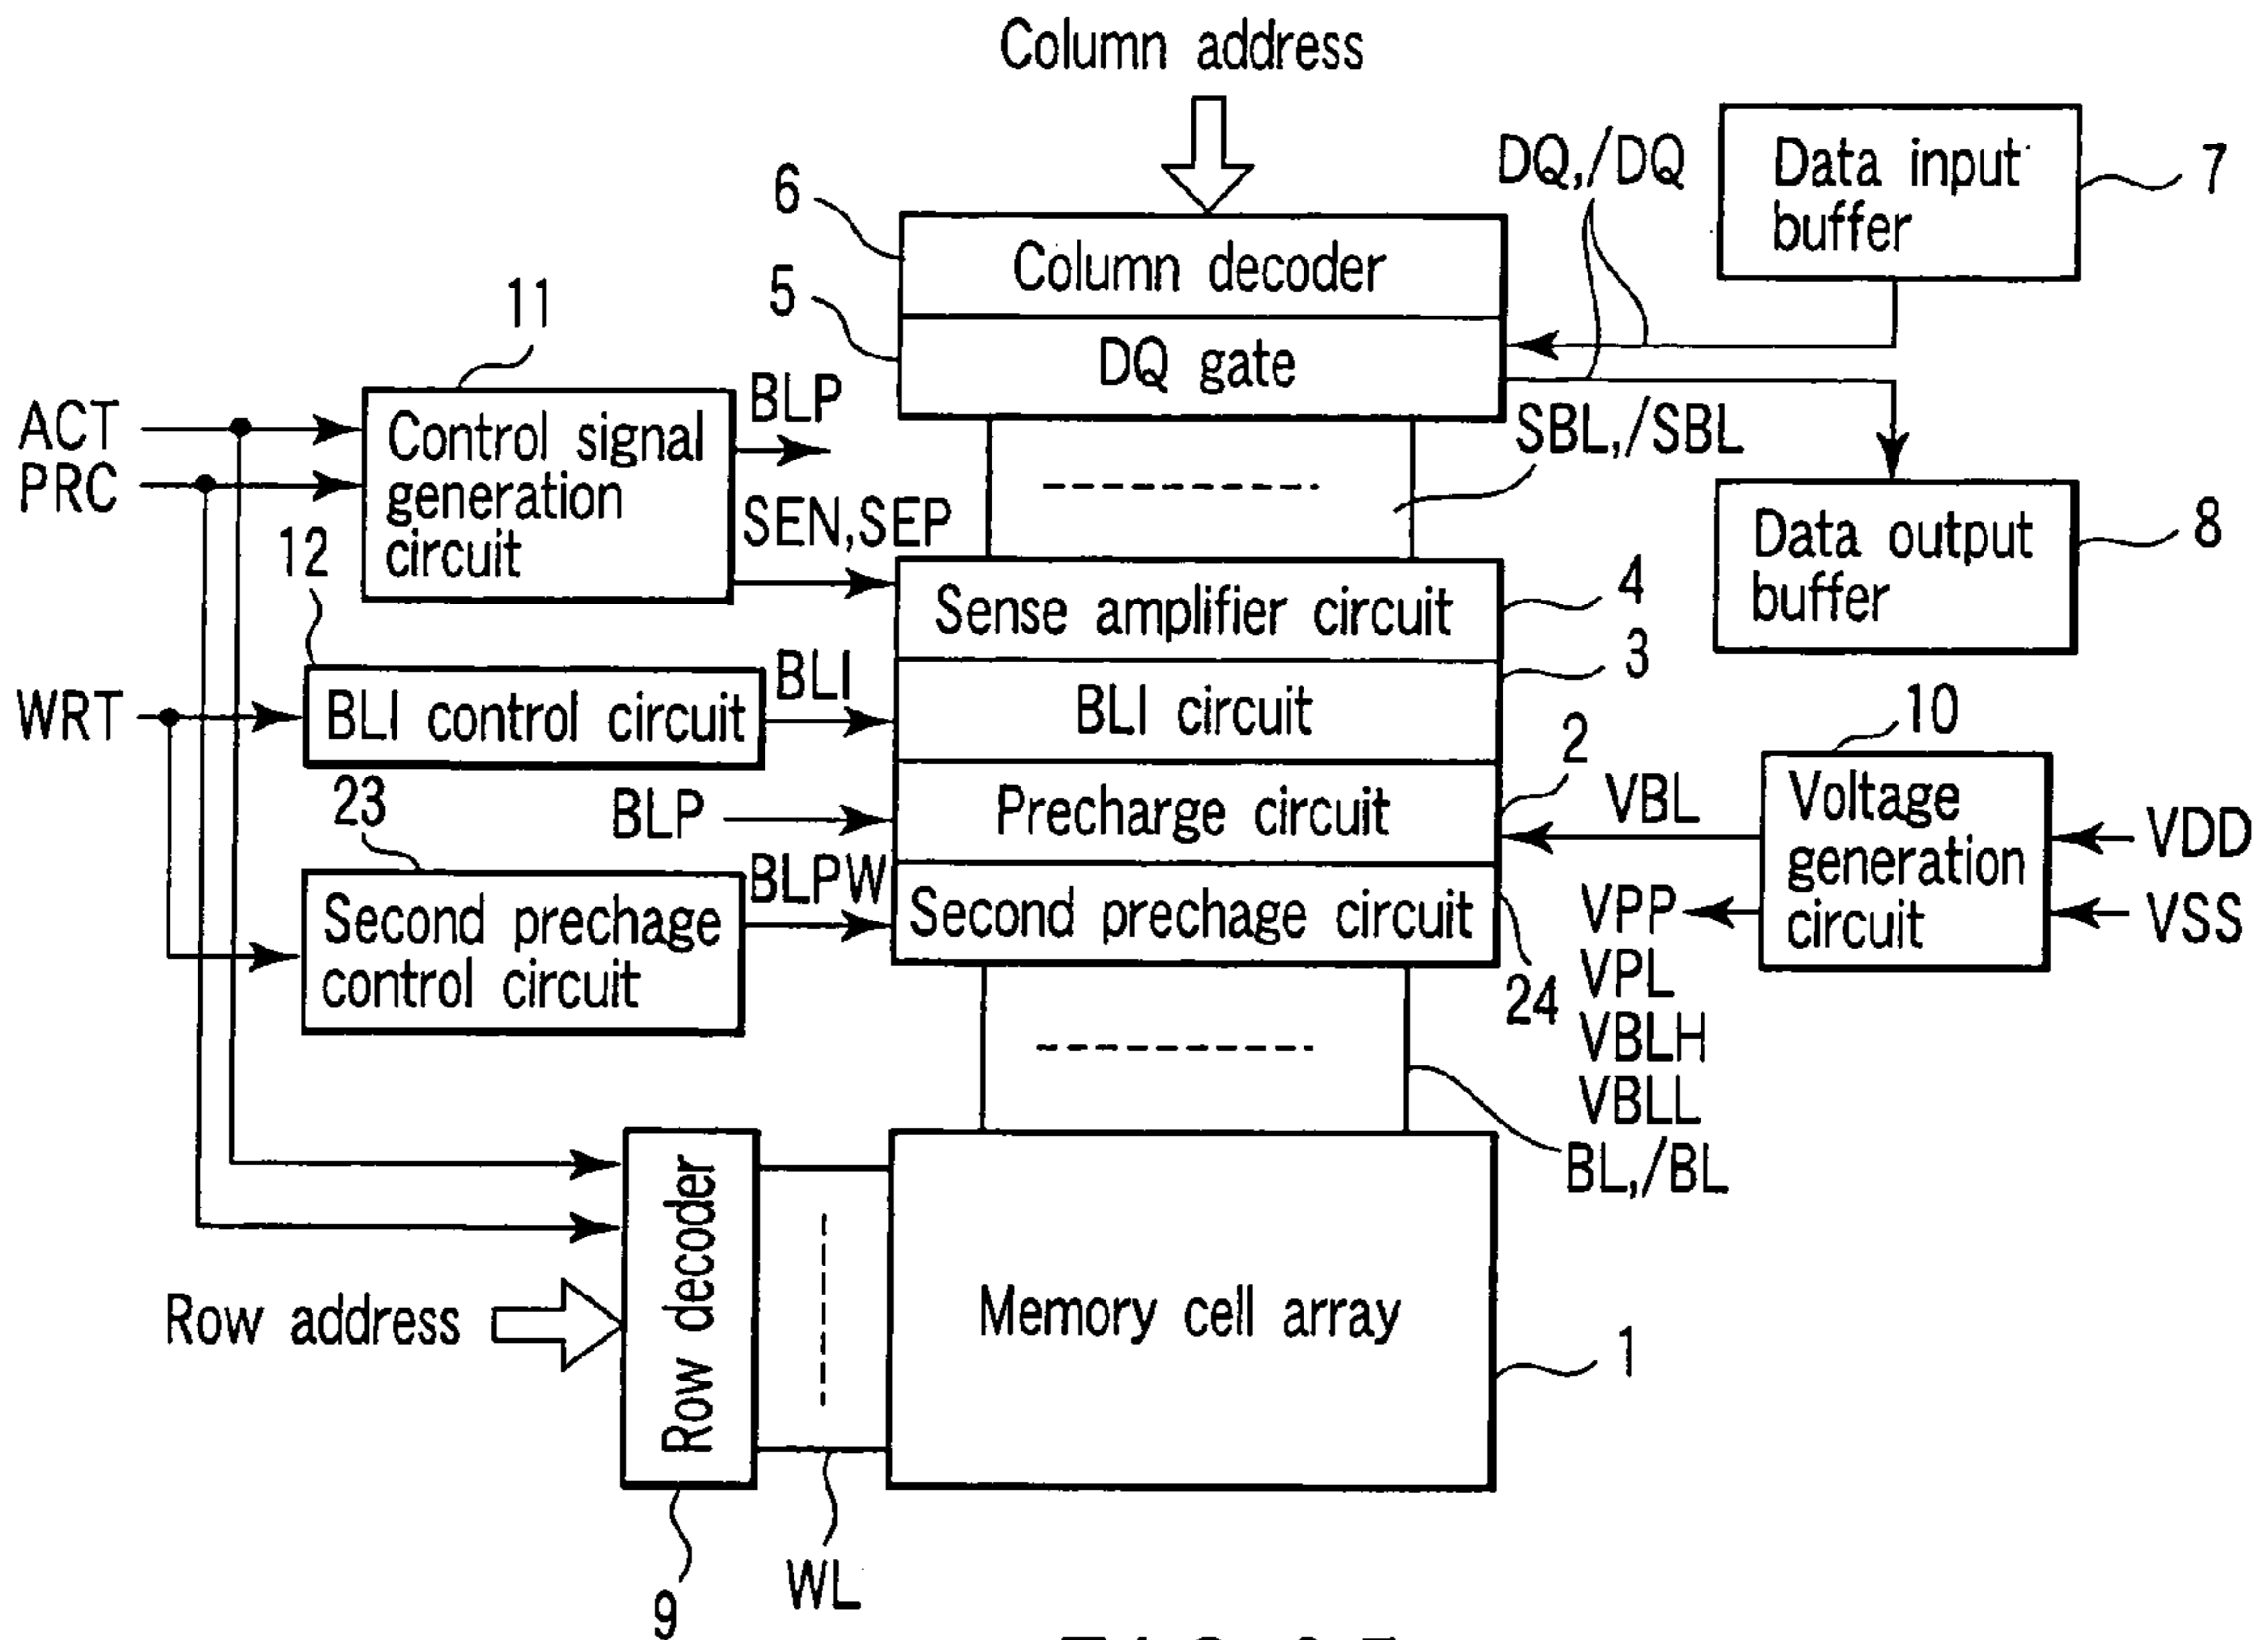 Column address
DQ,/DQ
Data input
buffer
7
6
Column decoder
5
DQ gate
11
ACT
PRC
Control signal
generation
circuit
BLP
SEN,SEP
SBL,/SBL
Data output
buffer
8
12
Sense amplifier circuit
4
3
WRT
BLI control circuit
BLI
BLI circuit
2
10
23
BLP
Precharge circuit
VBL
Voltage
generation
circuit
VDD
VSS
Second prechage
control circuit
BLPW
Second prechage circuit
24
VPP
VPL
VBLH
VBLL
BL,/BL
Row address
Row decoder
Memory cell array
1
WL
9